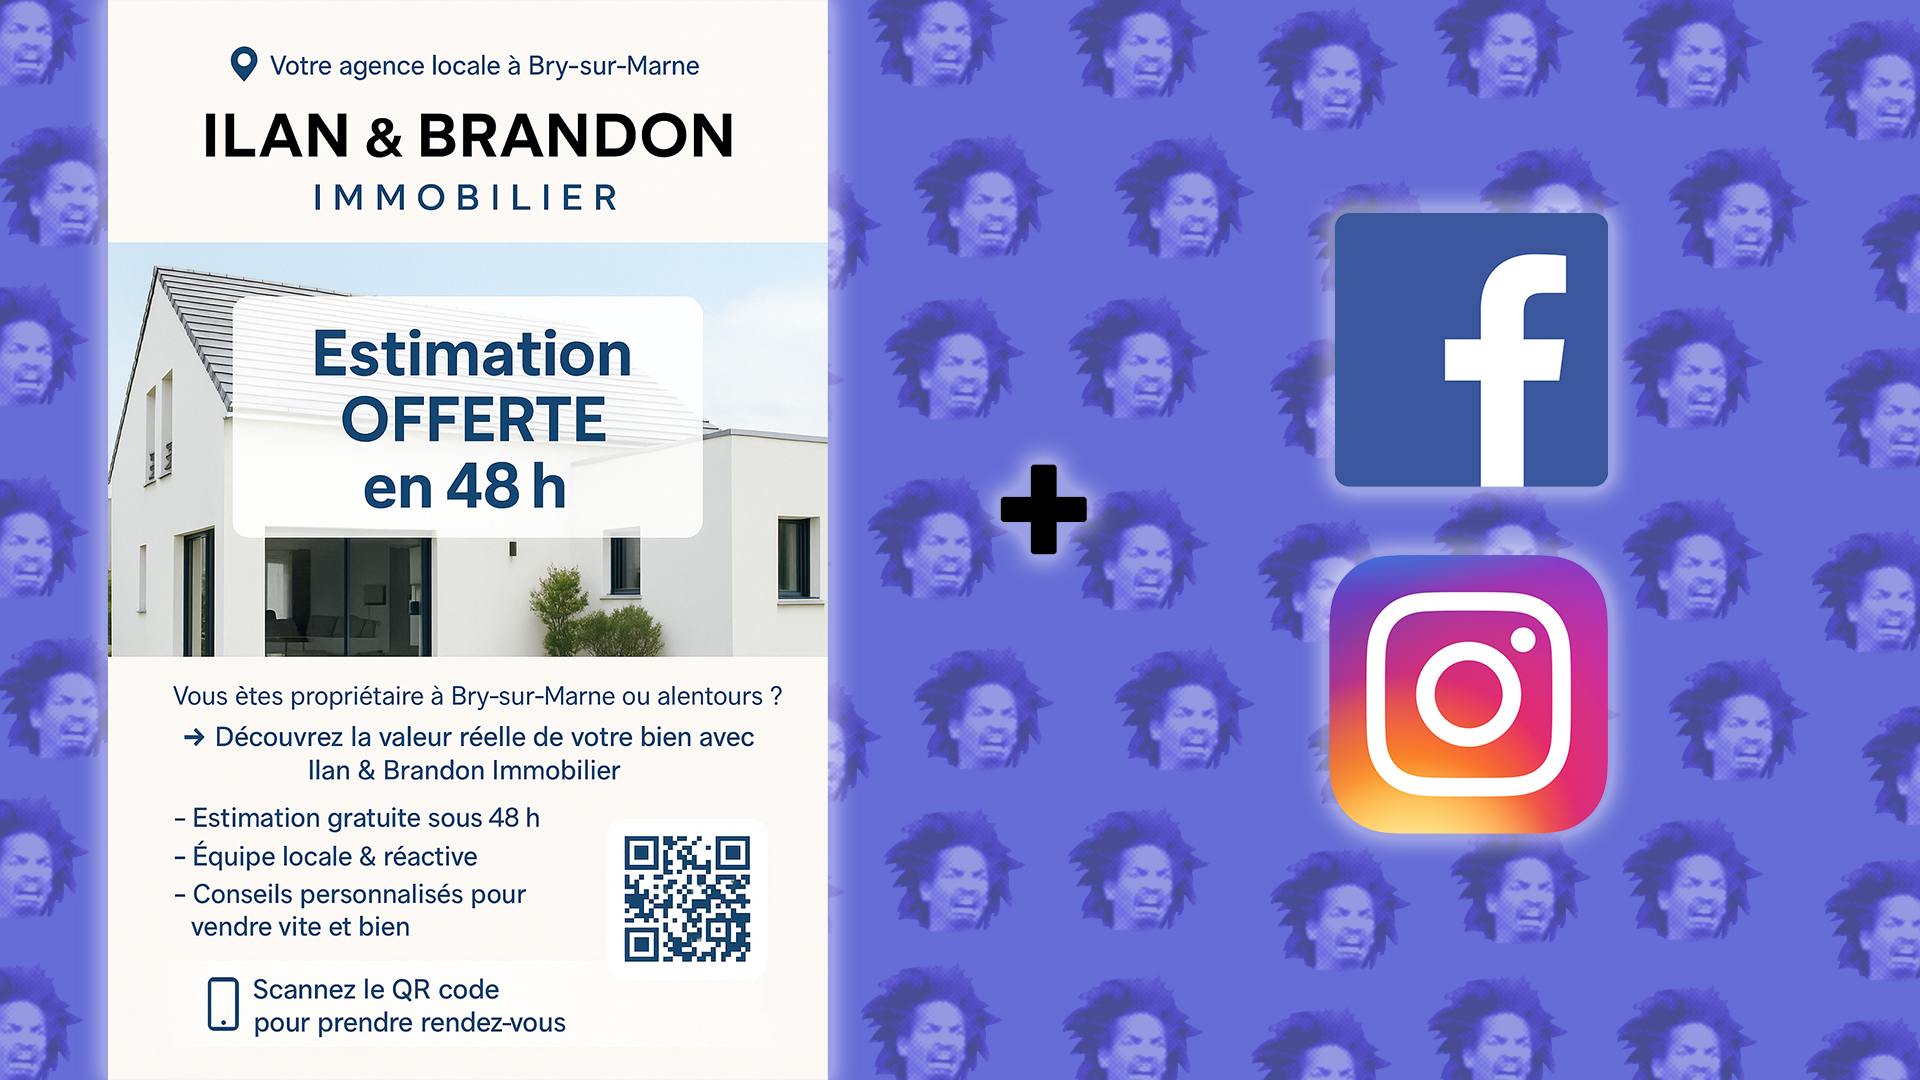 Votre agence locale à Bry-sur-Marne
ILAN & BRANDON
IMMOBILIER
Estimation
OFFERTE
en 48 h
Vous ètes propriétaire à Bry-sur-Marne ou alentours ?
→ Découvrez la valeur réelle de votre bien avec
Ilan & Brandon Immobilier
– Estimation gratuite sous 48 h
– Équipe locale & réactive
– Conseils personnalisés pour
vendre vite et bien
Scannez le QR code
pour prendre rendez-vous